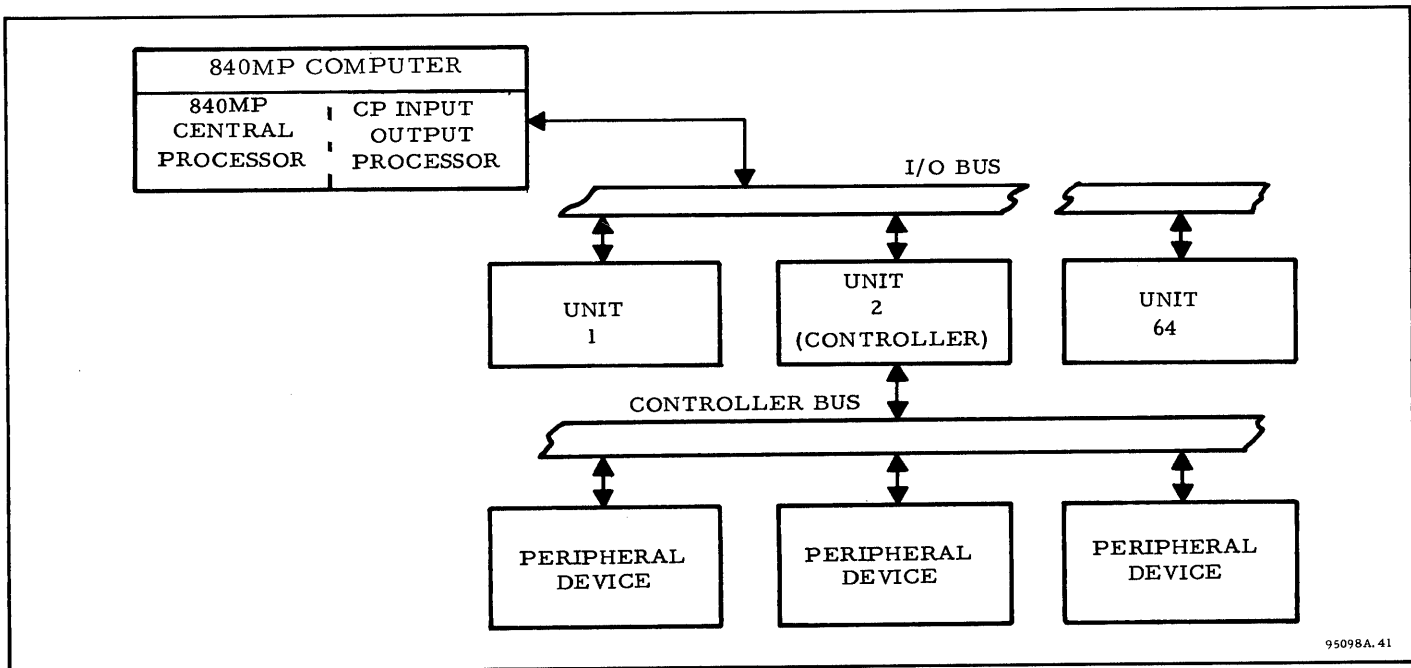 840MP COMPUTER
840MP
CENTRAL
PROCESSOR
CP INPUT
OUTPUT
PROCESSOR
I/O BUS
UNIT
1
UNIT
2
(CONTROLLER)
UNIT
64
CONTROLLER BUS
PERIPHERAL
DEVICE
PERIPHERAL
DEVICE
PERIPHERAL
DEVICE
95098A.41